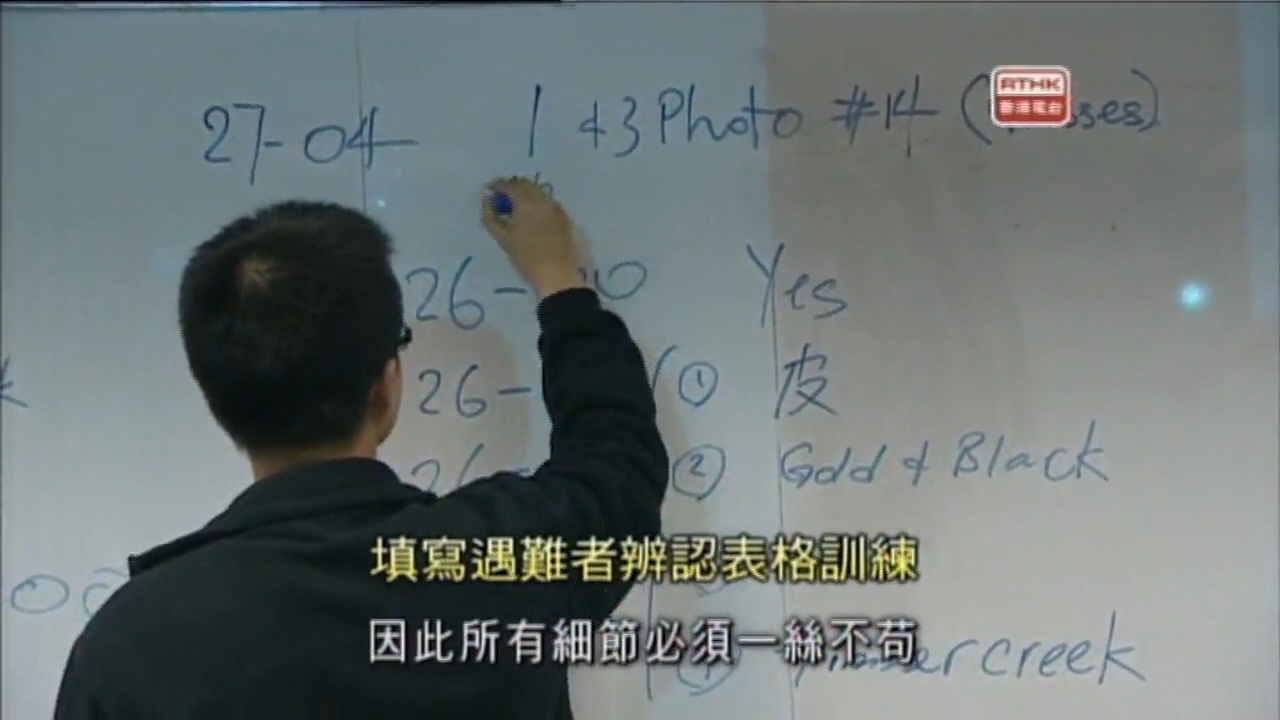 RTHK
香港電台
27-04 1 & 3 Photo #14
26- Yes
26- ① 皮
26- ② Gold & Black
填寫遇難者辨認表格訓練
因此所有細節必須一絲不苟
creek